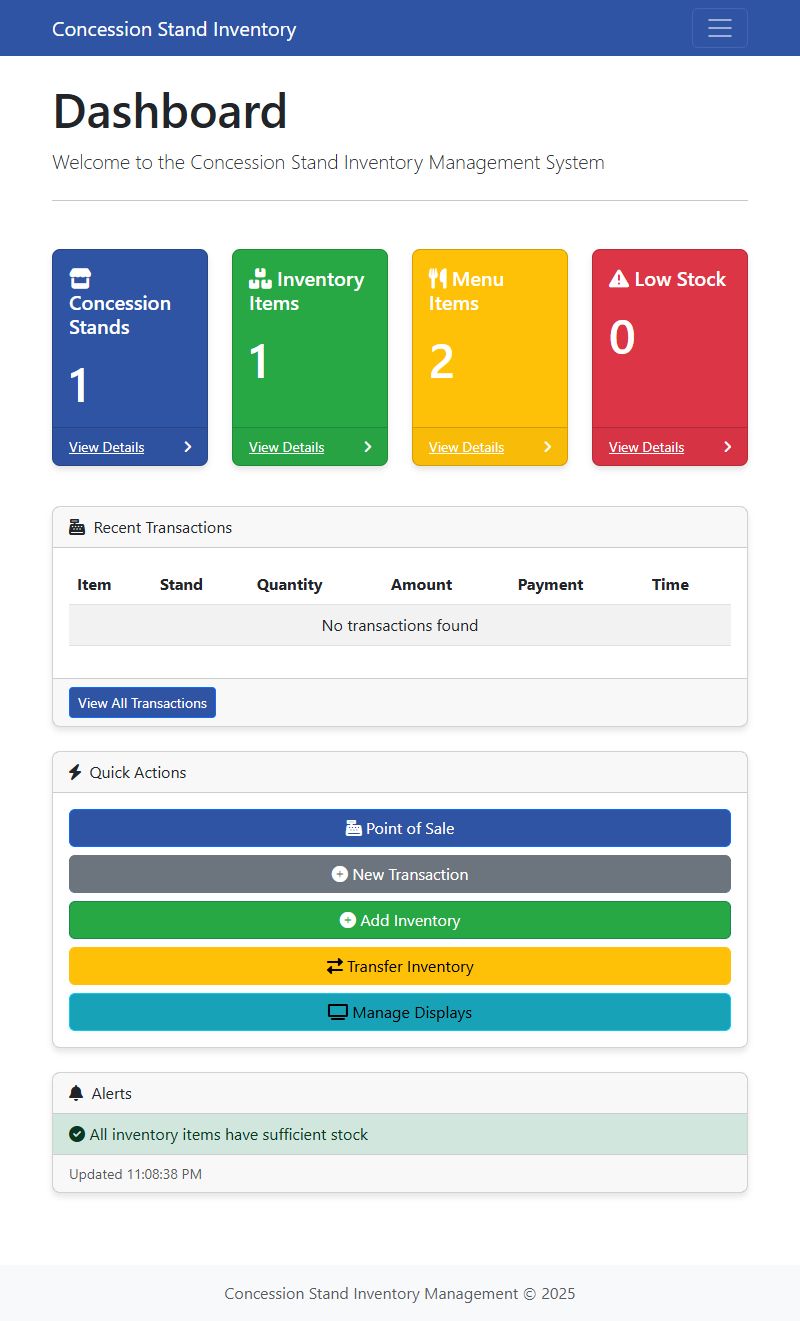 Concession Stand Inventory
Dashboard
Welcome to the Concession Stand Inventory Management System
Concession
Stands
1
View Details
Inventory
Items
1
View Details
Menu
Items
2
View Details
Low Stock
0
View Details
Recent Transactions
Item Stand Quantity Amount Payment Time
No transactions found
View All Transactions
Quick Actions
Point of Sale
New Transaction
Add Inventory
Transfer Inventory
Manage Displays
Alerts
All inventory items have sufficient stock
Updated 11:08:38 PM
Concession Stand Inventory Management © 2025